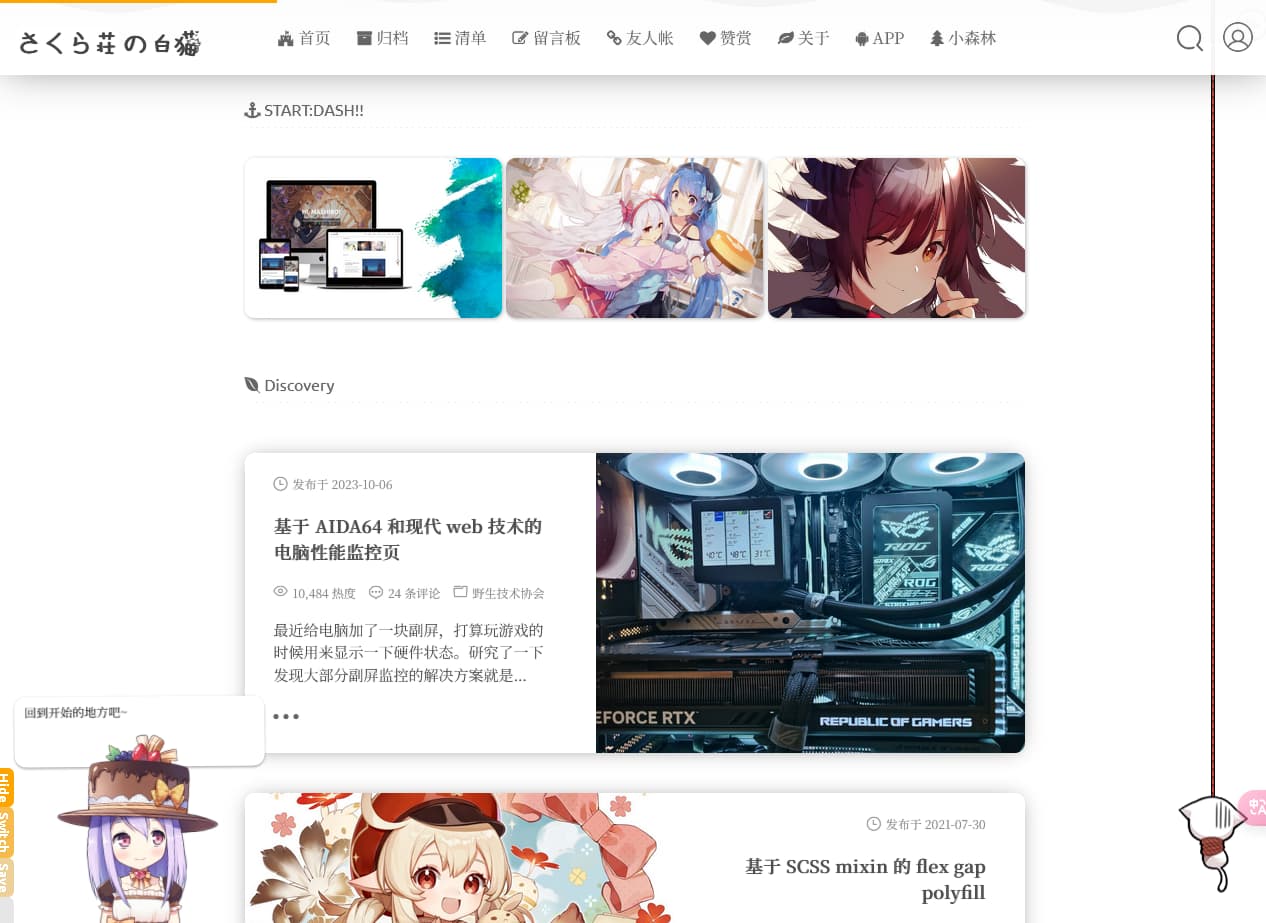 さくら荘の白猫
首页 归档 清单 留言板 友人帐 赞赏 关于 APP 小森林
START:DASH!!
HI, MASHIRO!
Discovery
发布于 2023-10-06
基于 AIDA64 和现代 web 技术的
电脑性能监控页
10,484 热度 24 条评论 野生技术协会
最近给电脑加了一块副屏，打算玩游戏的
时候用来显示一下硬件状态。研究了一下
发现大部分副屏监控的解决方案就是...
40°C 48°C 31°C
ROG
ROG
ROG
EFORCE RTX
REPUBLIC OF GAMERS
回到开始的地方吧~
Hide
Switch
Save
中文
发布于 2021-07-30
基于 SCSS mixin 的 flex gap
polyfill